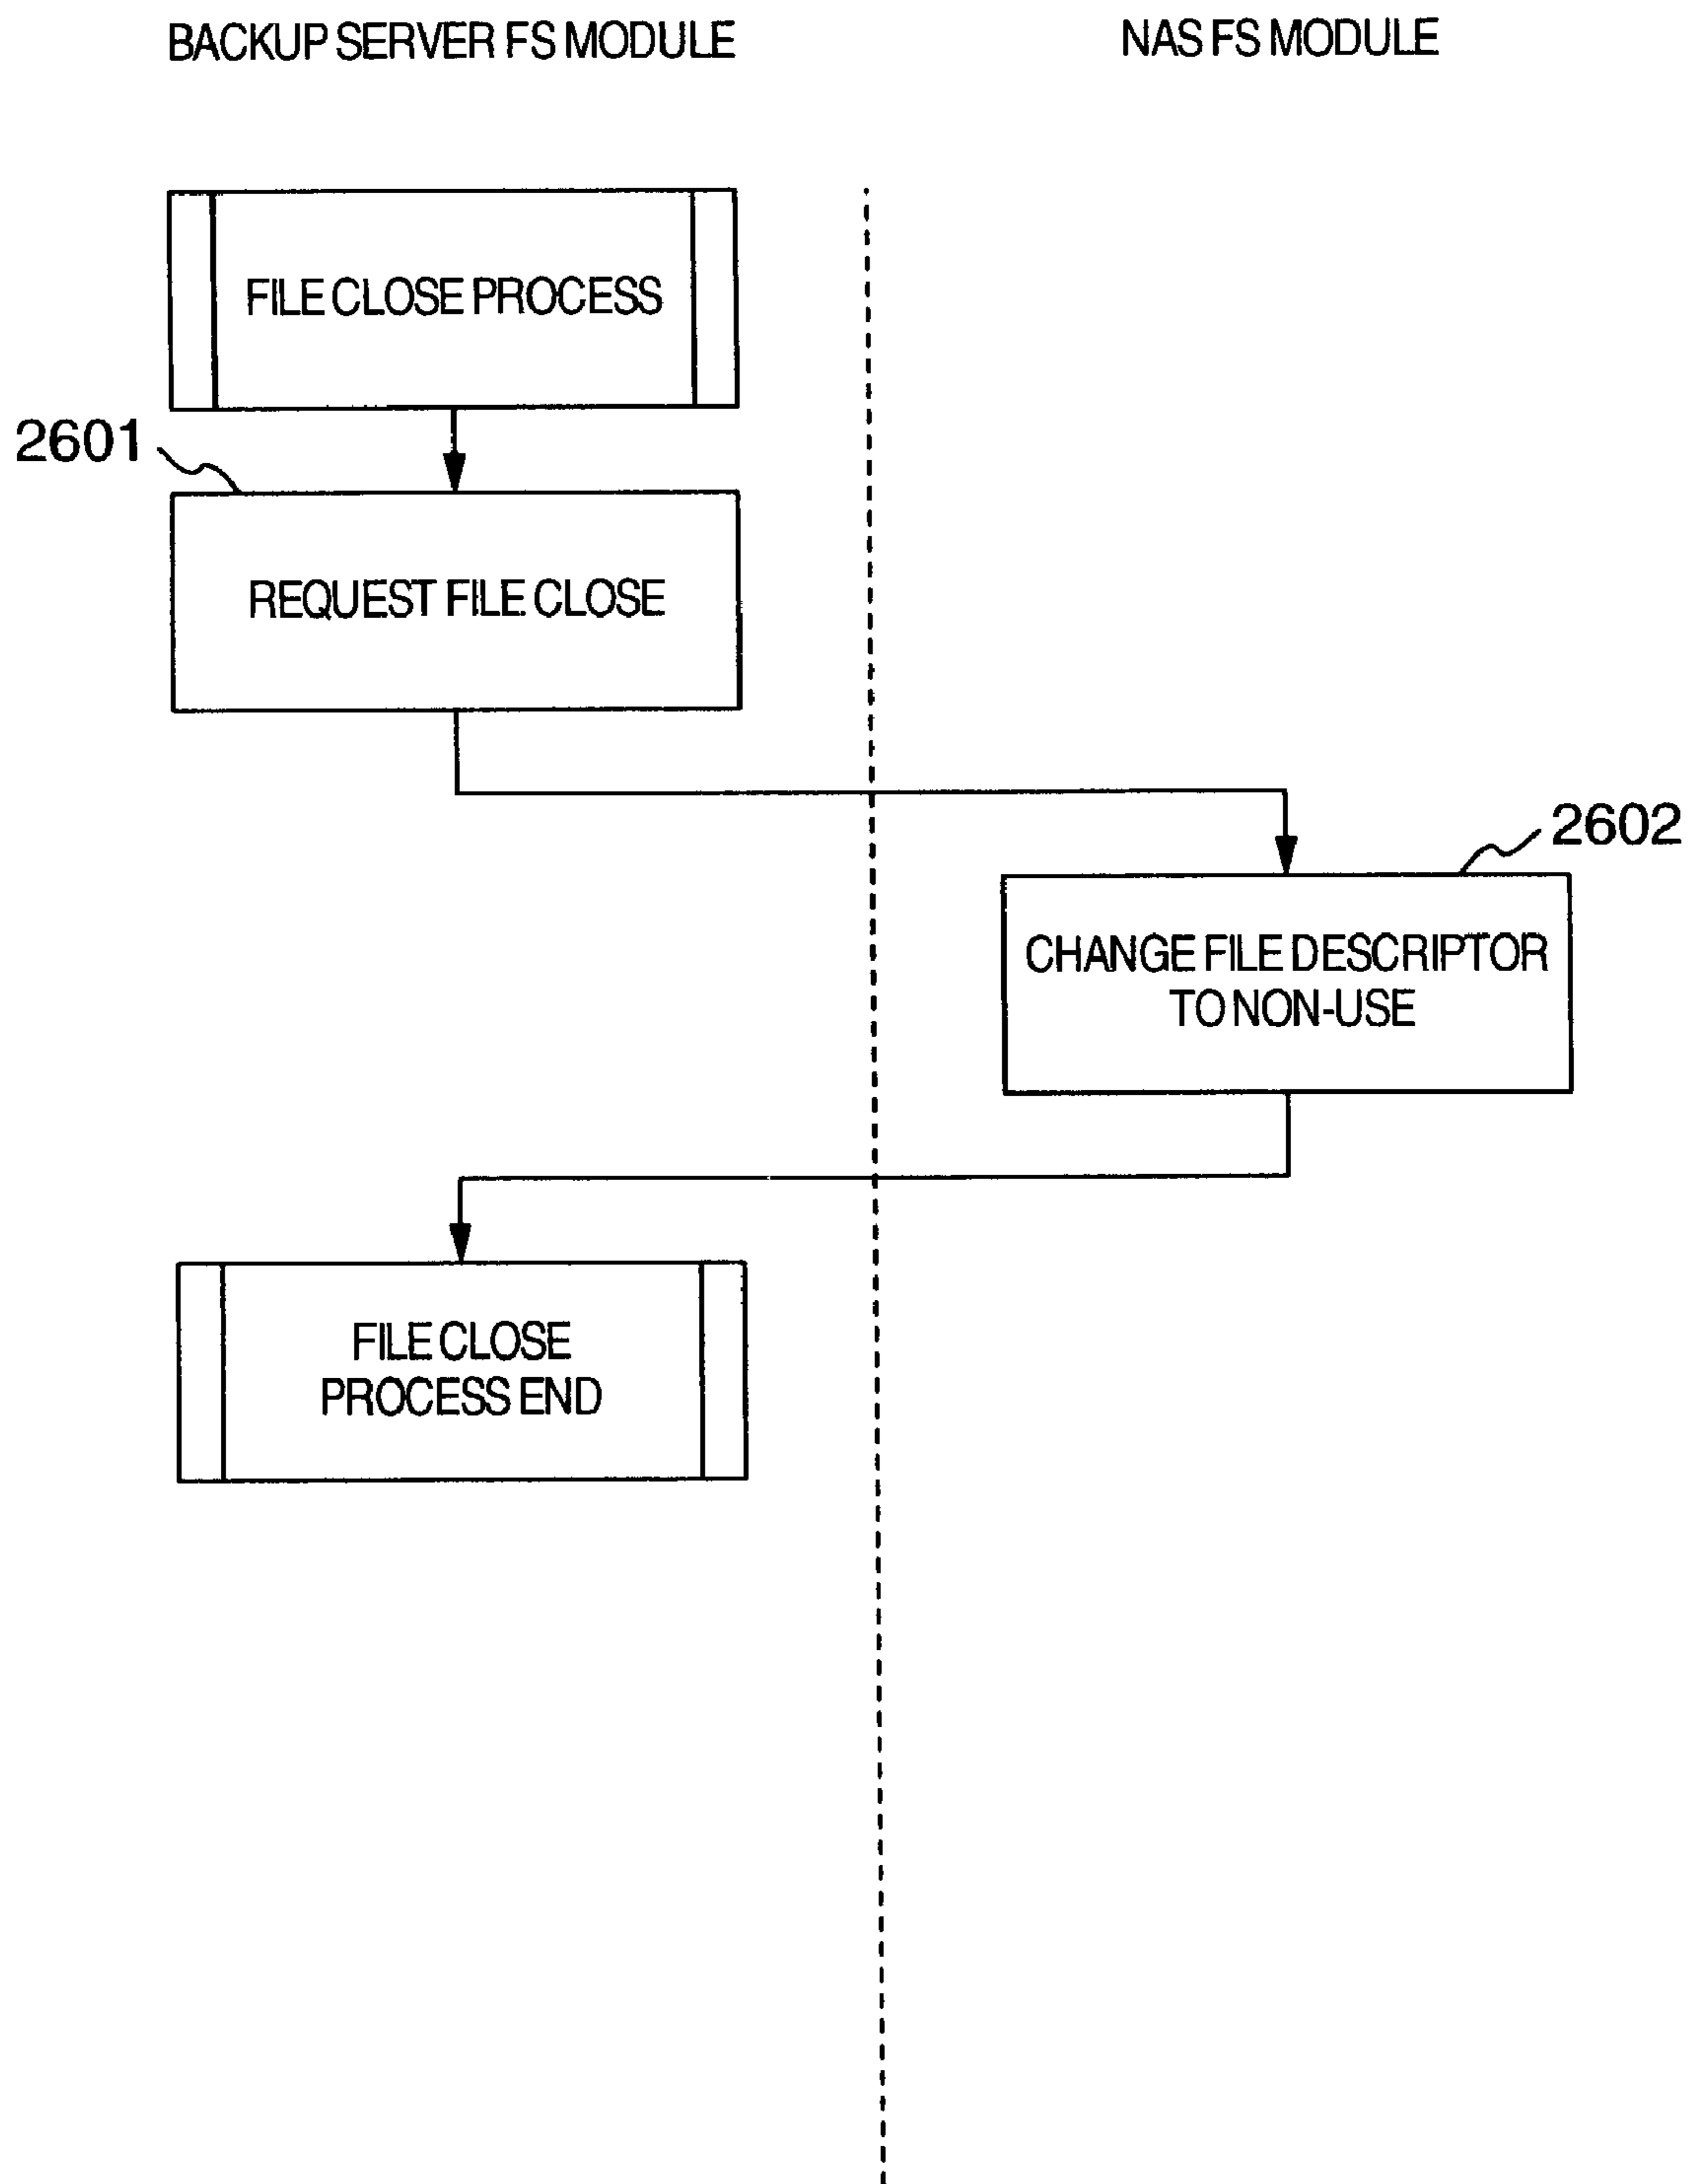 BACKUP SERVER FS MODULE
NAS FS MODULE
FILE CLOSE PROCESS
2601
REQUEST FILE CLOSE
2602
CHANGE FILE DESCRIPTOR
TO NON-USE
FILE CLOSE
PROCESS END